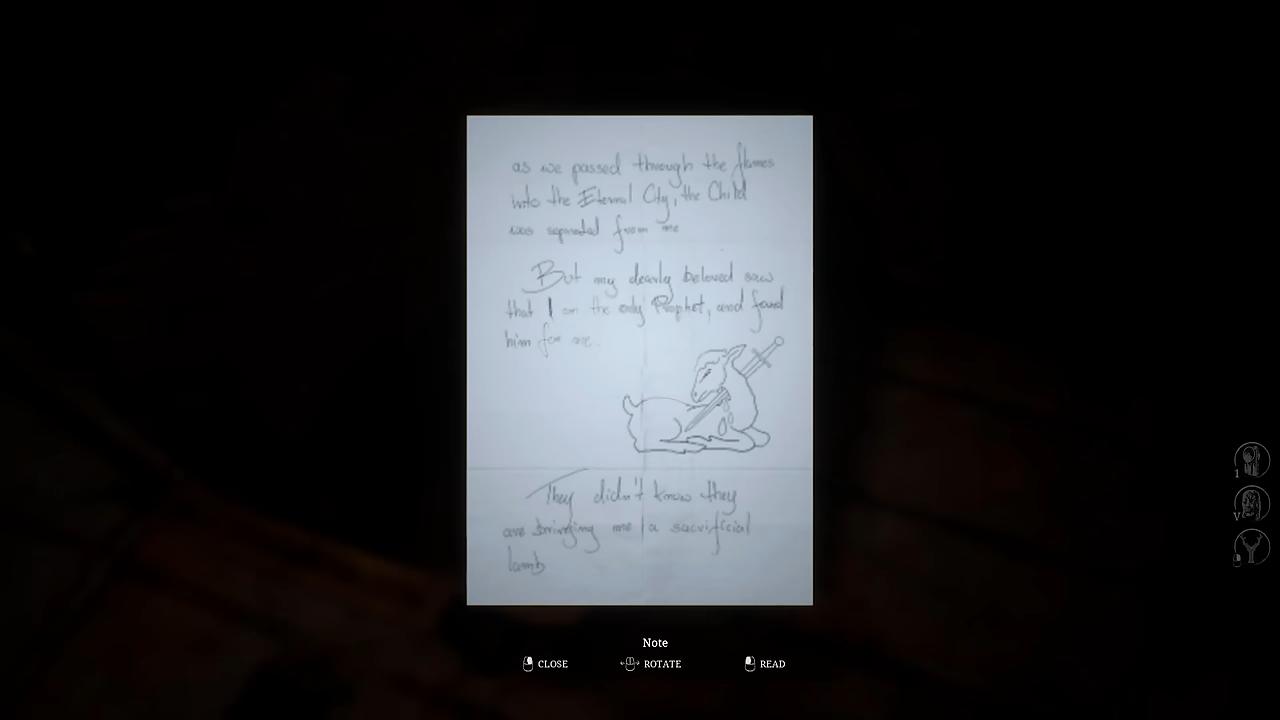 as we passed through the flames
into the Eternal City, the Child
was separated from me
But my dearly beloved saw
that I am the only Prophet, and found
him for me.
They didn't know they
are bringing me a sacrificial
lamb
Note
CLOSE
ROTATE
READ
1
V